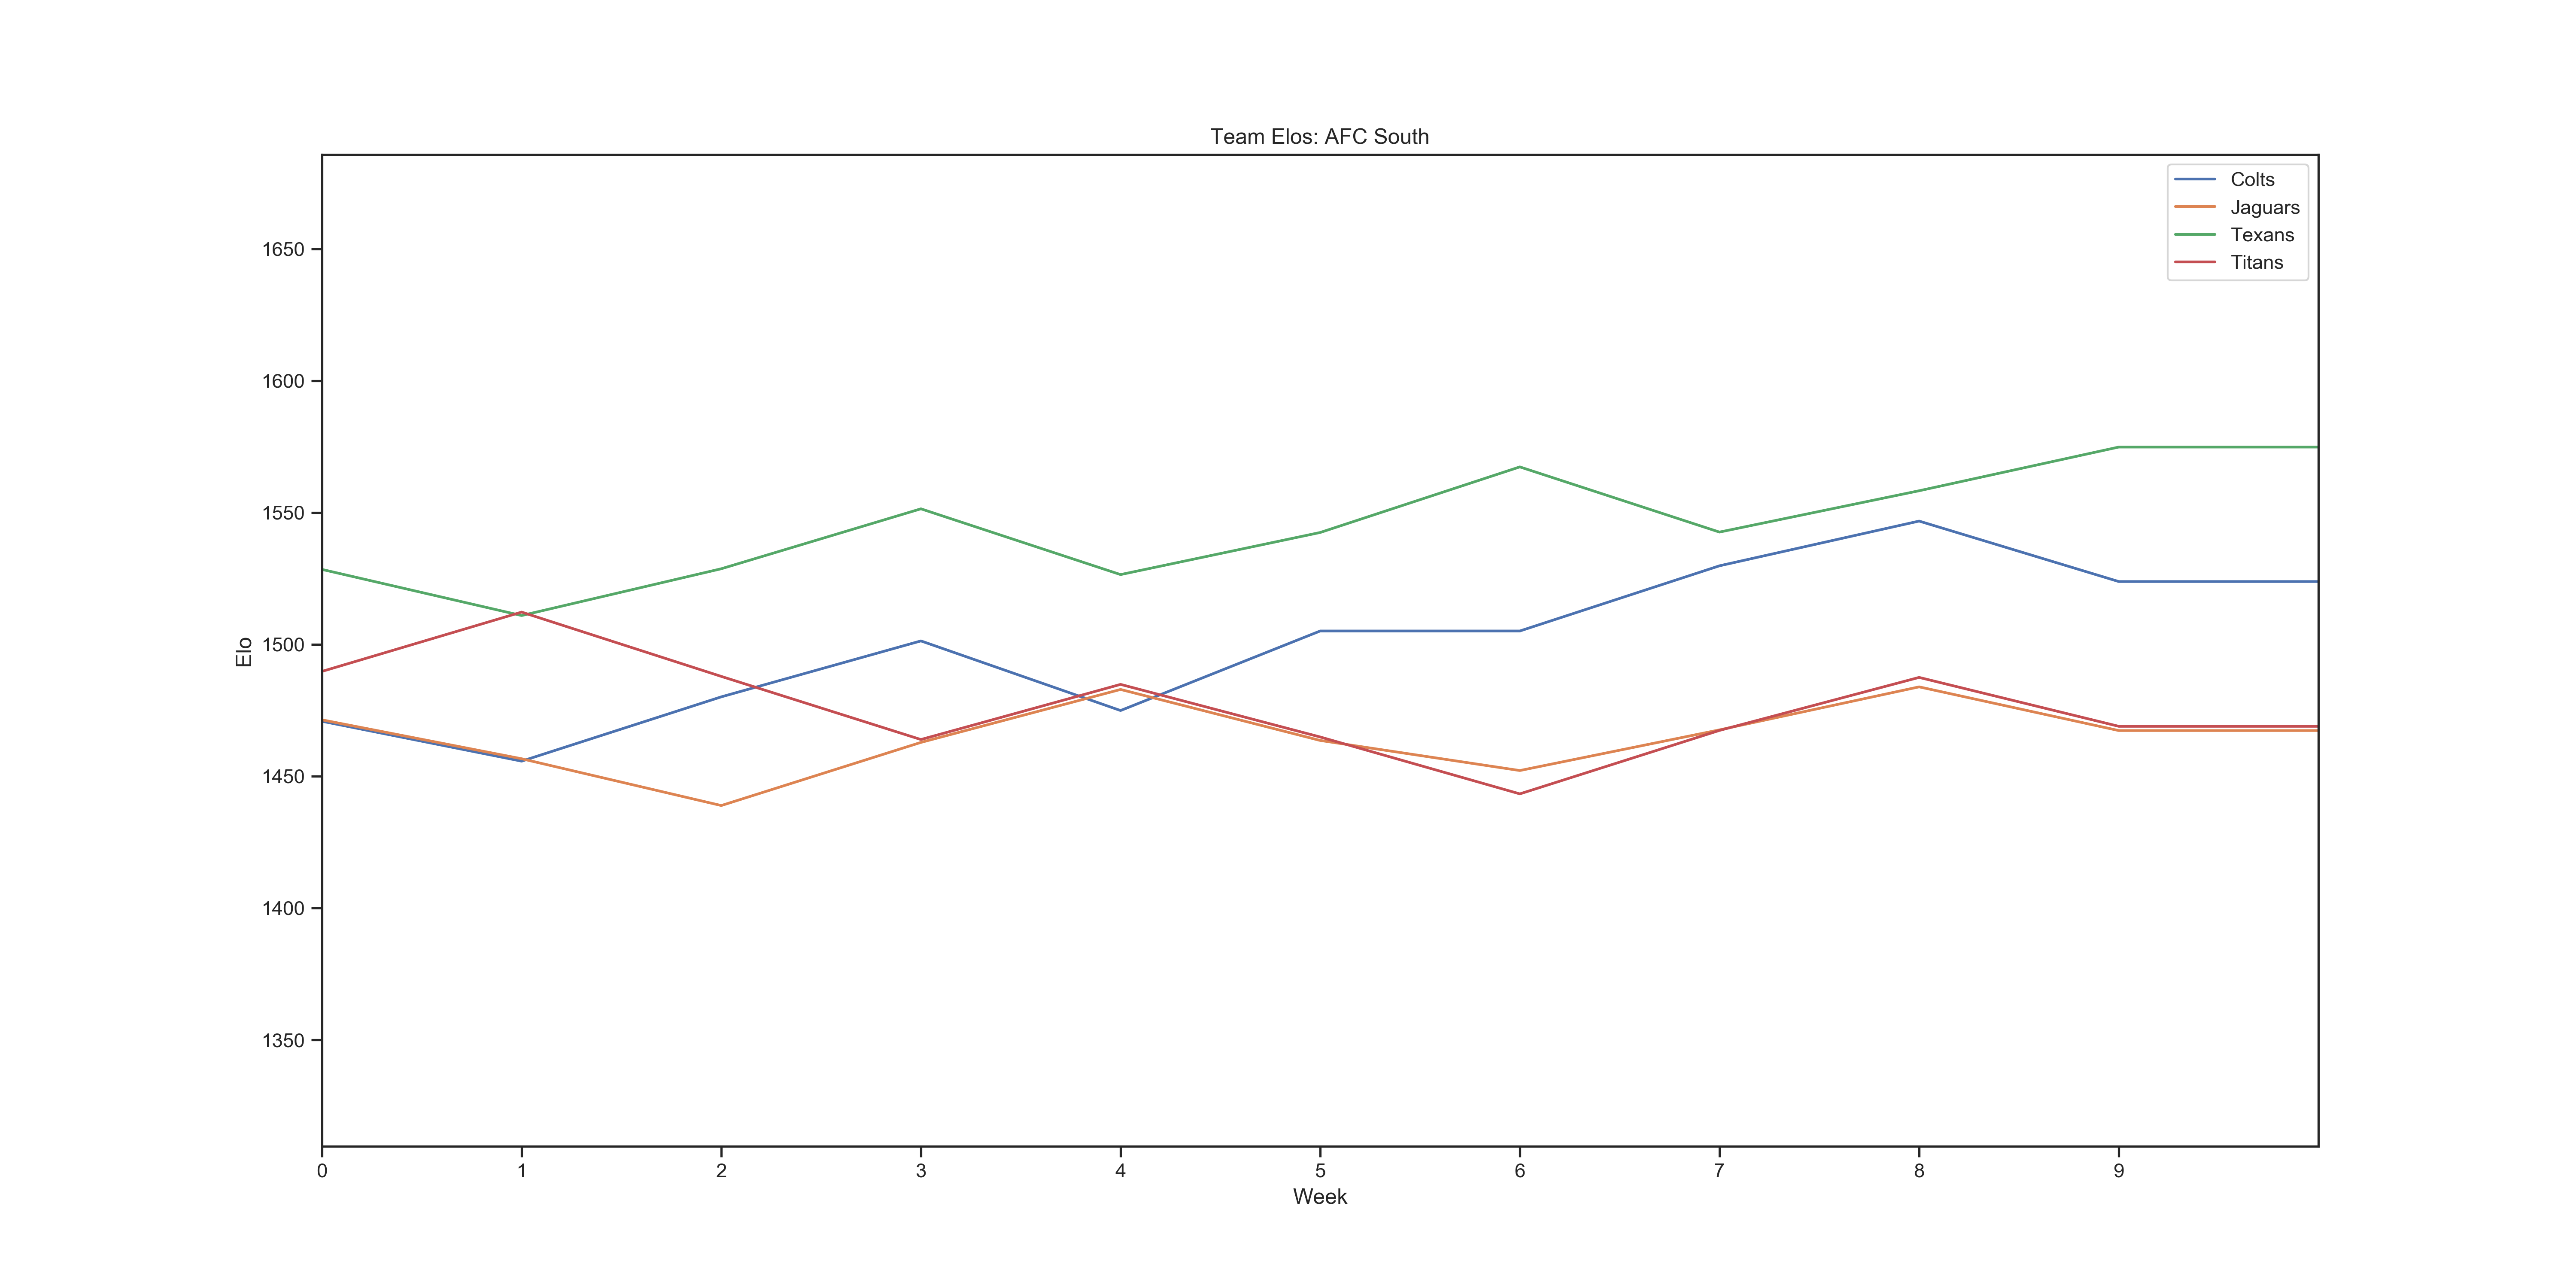 Team Elos: AFC South
Colts
Jaguars
Texans
Titans
1650
1600
1550
1500
1450
1400
1350
Elo
0 1 2 3 4 5 6 7 8 9
Week